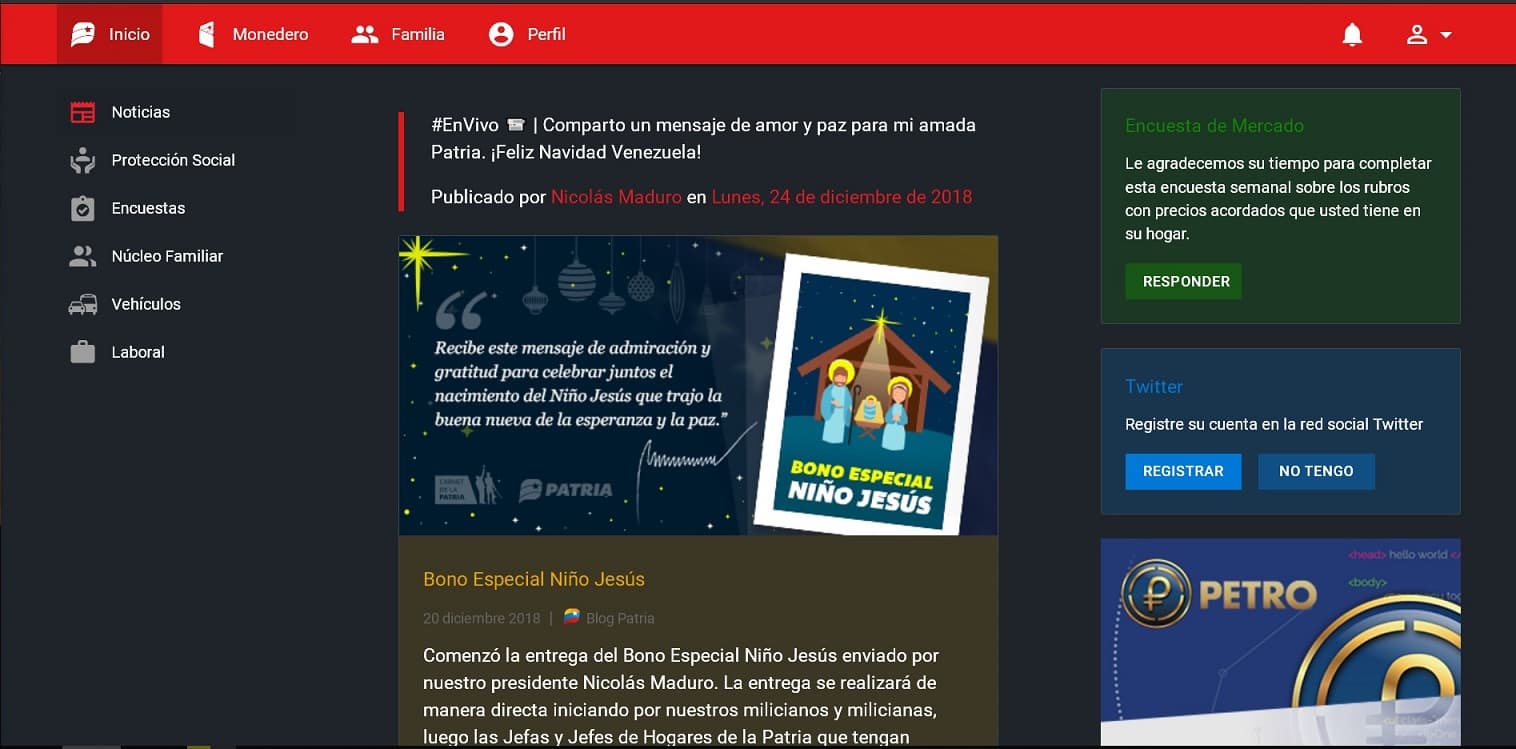 Inicio
Monedero
Familia
Perfil
Noticias
Protección Social
Encuestas
Núcleo Familiar
Vehículos
Laboral
#EnVivo | Comparto un mensaje de amor y paz para mi amada
Patria. ¡Feliz Navidad Venezuela!
Publicado por Nicolás Maduro en Lunes, 24 de diciembre de 2018
“
Recibe este mensaje de admiración y
gratitud para celebrar juntos el
nacimiento del Niño Jesús que trajo la
buena nueva de la esperanza y la paz.”
CARNET
DE LA
PATRIA
PATRIA
BONO ESPECIAL
NIÑO JESÚS
Bono Especial Niño Jesús
20 diciembre 2018 | Blog Patria
Comenzó la entrega del Bono Especial Niño Jesús enviado por
nuestro presidente Nicolás Maduro. La entrega se realizará de
manera directa iniciando por nuestros milicianos y milicianas,
luego las Jefas y Jefes de Hogares de la Patria que tengan
Encuesta de Mercado
Le agradecemos su tiempo para completar
esta encuesta semanal sobre los rubros
con precios acordados que usted tiene en
su hogar.
RESPONDER
Twitter
Registre su cuenta en la red social Twitter
REGISTRAR
NO TENGO
<head> hello world </
<body>
PETRO